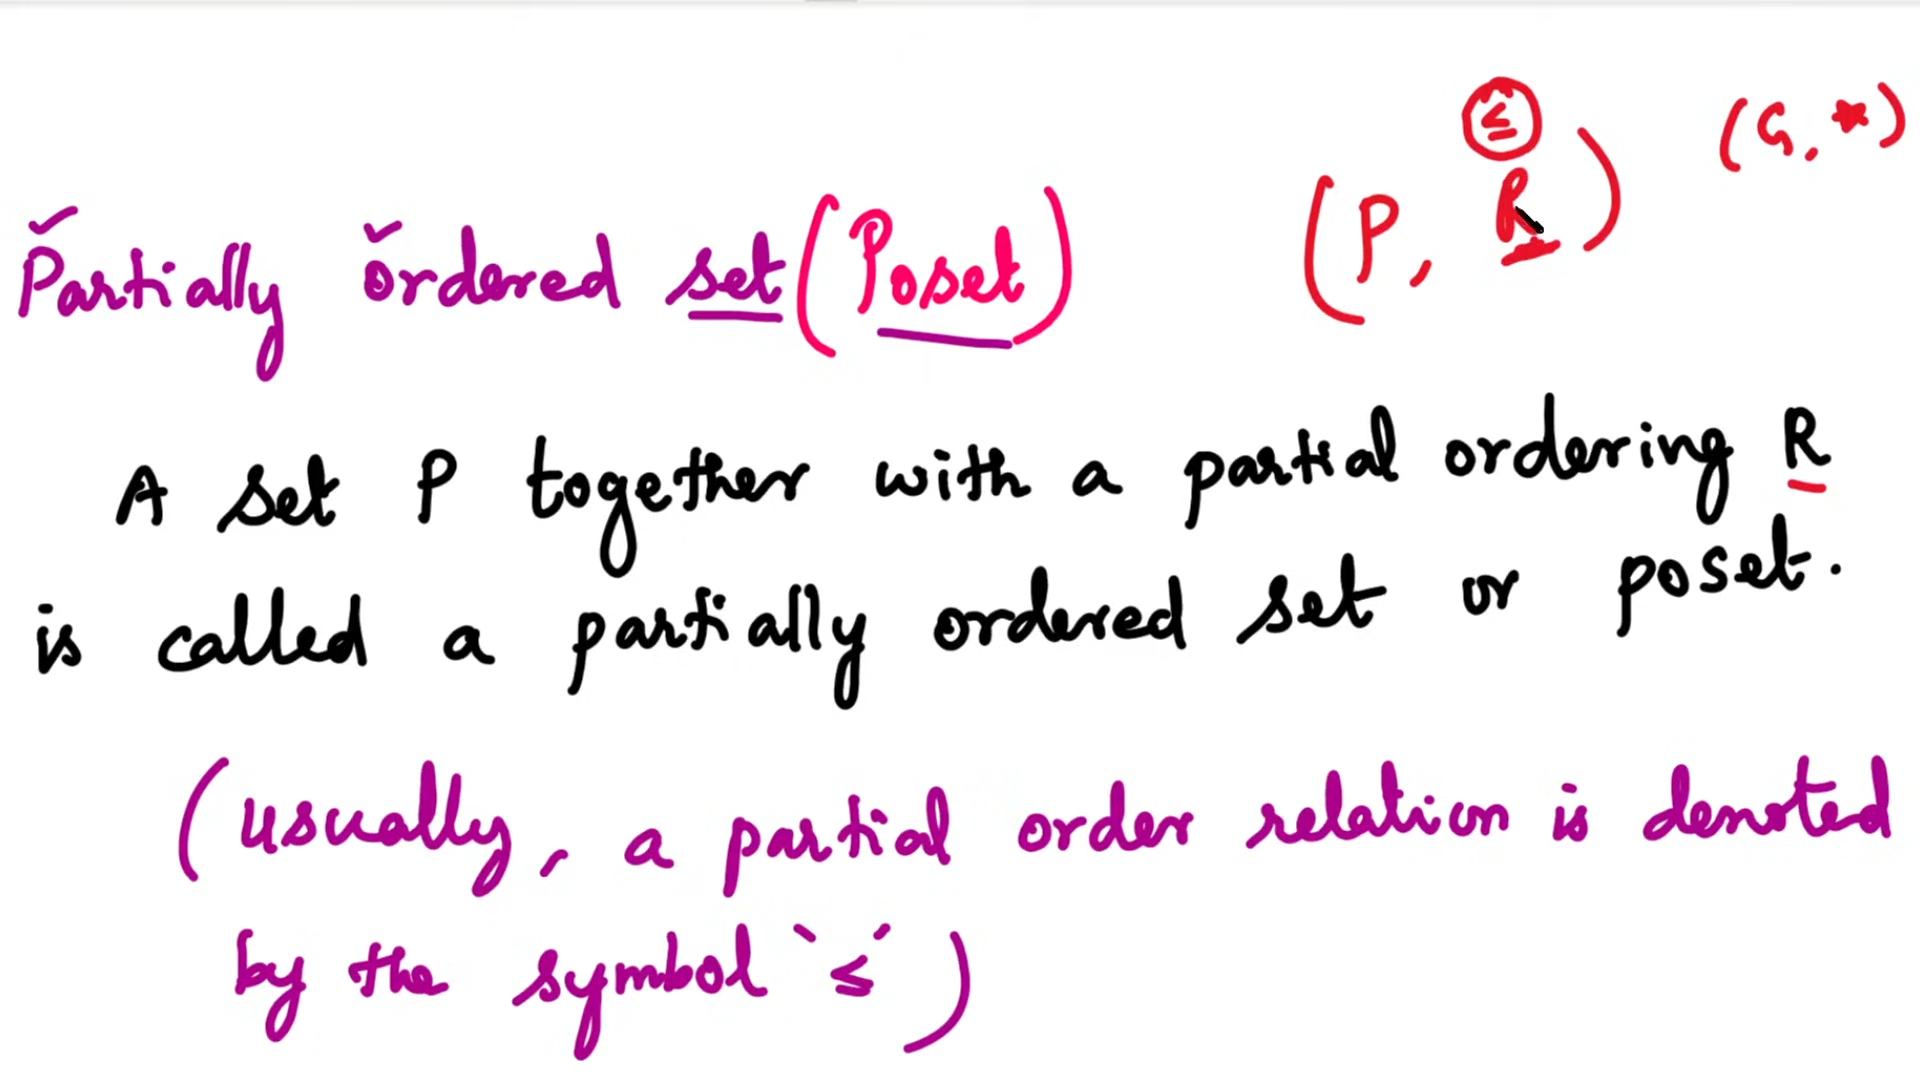 ≤
(P, R) (G, *)
Partially ordered set (Poset)
A set P together with a partial ordering R
is called a partially ordered set or poset.
(usually, a partial order relation is denoted
by the symbol `≤´)